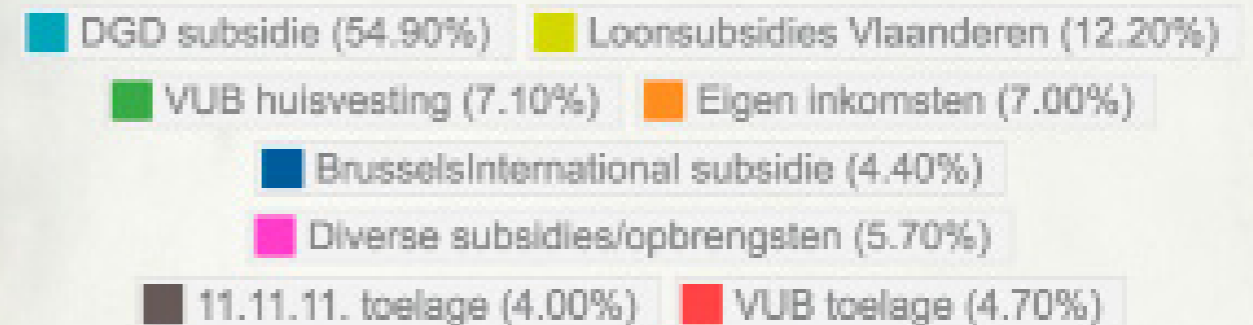 DGD subsidie (54.90%) Loonsubsidies Vlaanderen (12.20%)
VUB huisvesting (7.10%) Eigen inkomsten (7.00%)
BrusselsInternational subsidie (4.40%)
Diverse subsidies/opbrengsten (5.70%)
11.11.11. toelage (4.00%) VUB toelage (4.70%)